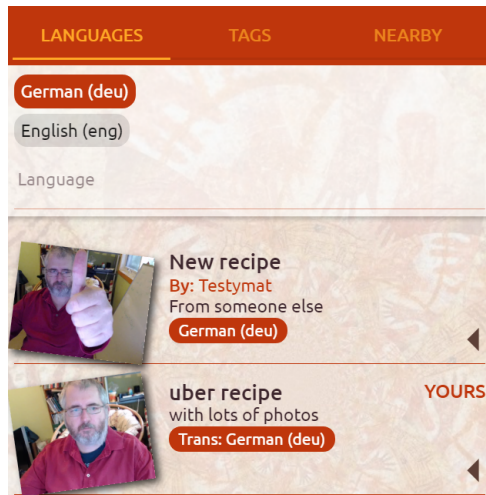 LANGUAGES TAGS NEARBY
German (deu)
English (eng)
Language
New recipe
By: Testymat
From someone else
German (deu)
uber recipe YOURS
with lots of photos
Trans: German (deu)